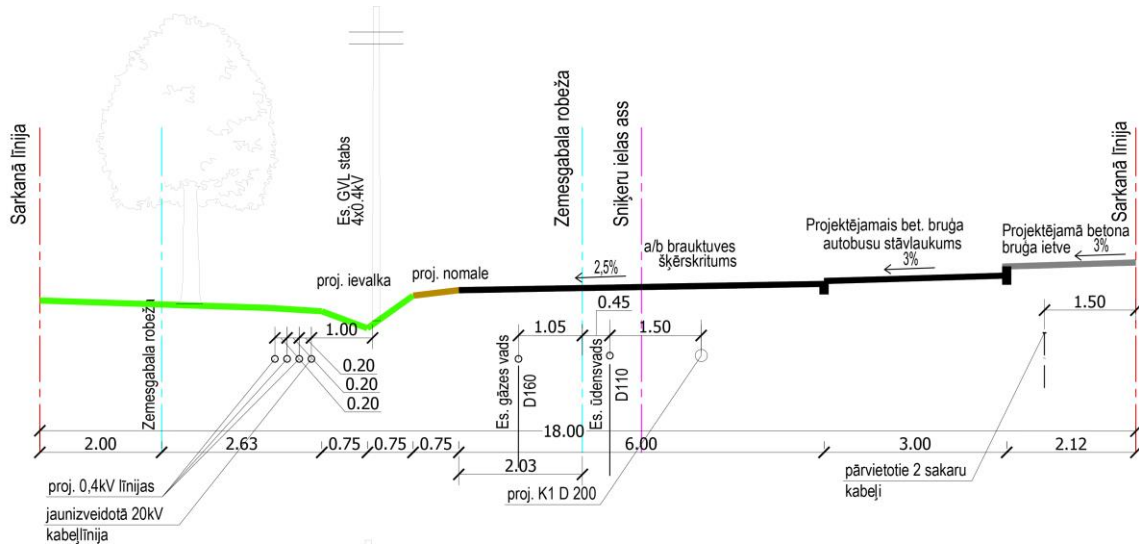 Sarkanā līnija
Es. GVL stabs
4x0.4kV
Zemesgabala robeža
Sniķeru ielas ass
Sarkanā līnija
Projektējamais bet. bruģa
autobusu stāvlaukums
Projektējamā betona
bruģa ietve
3%
3%
a/b brauktuves
šķērskritums
2,5%
proj. ievalka
proj. nomale
Zemesgabala robeža
1.00
0.20
0.20
0.20
1.05
0.45
1.50
1.50
Es. gāzes vads
D160
Es. ūdensvads
D110
18.00
2.00
2.63
0.75
0.75
0.75
6.00
3.00
2.12
2.03
proj. 0,4kV līnijas
jaunizveidotā 20kV
kabeļlīnija
proj. K1 D 200
pārvietotie 2 sakaru
kabeļi